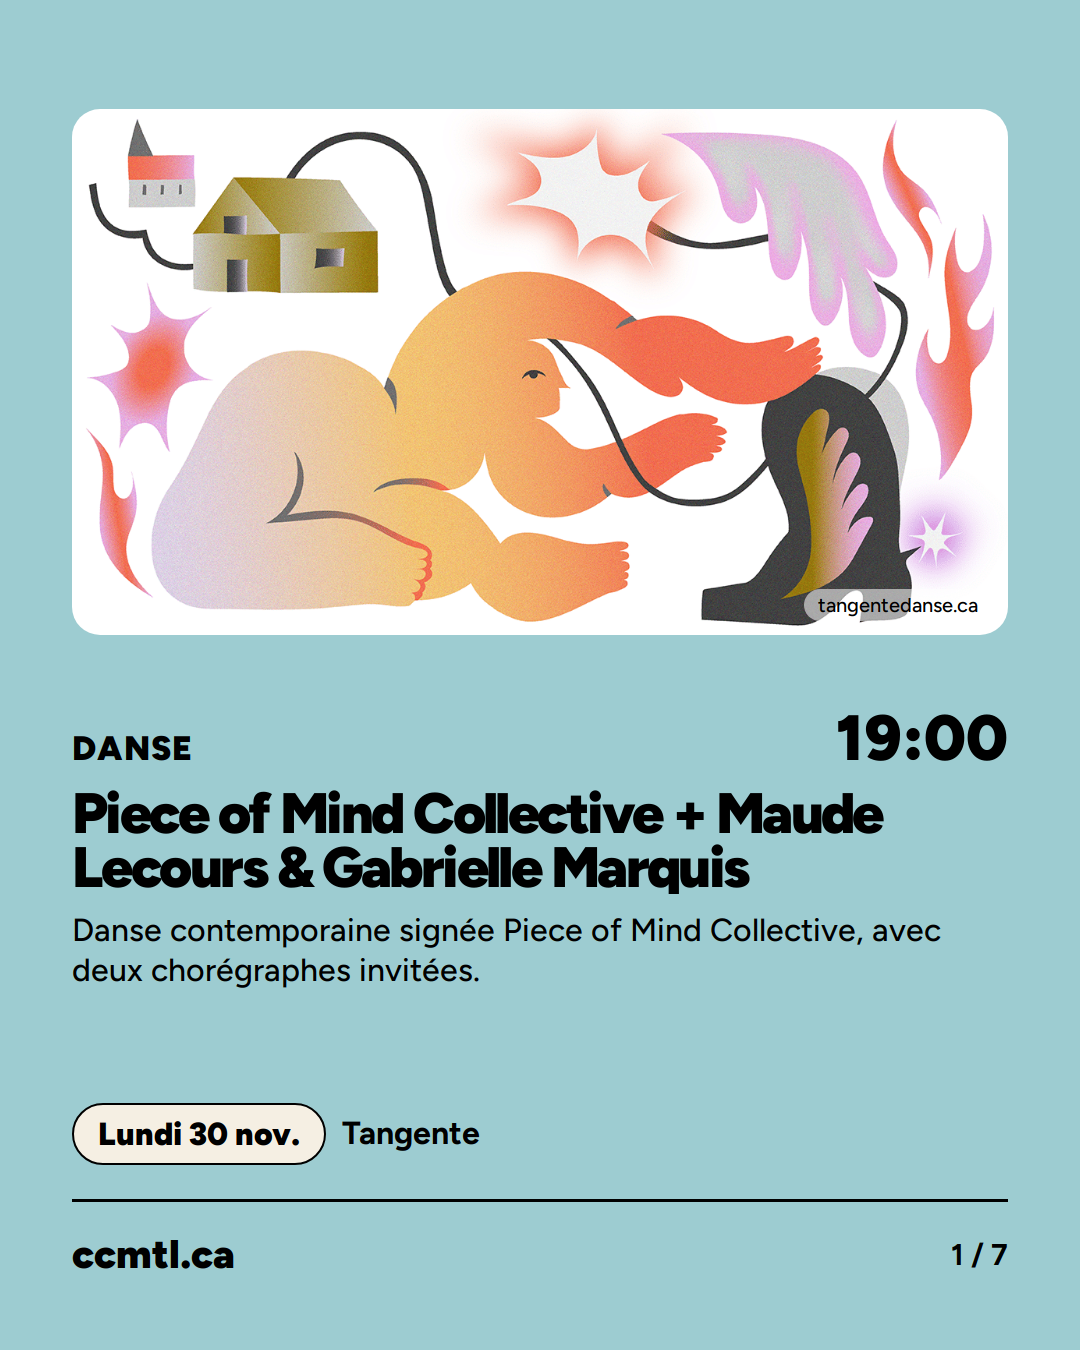 tangentedanse.ca
DANSE
19:00
Piece of Mind Collective + Maude
Lecours & Gabrielle Marquis
Danse contemporaine signée Piece of Mind Collective, avec
deux chorégraphes invitées.
Lundi 30 nov.
Tangente
ccmtl.ca
1 / 7